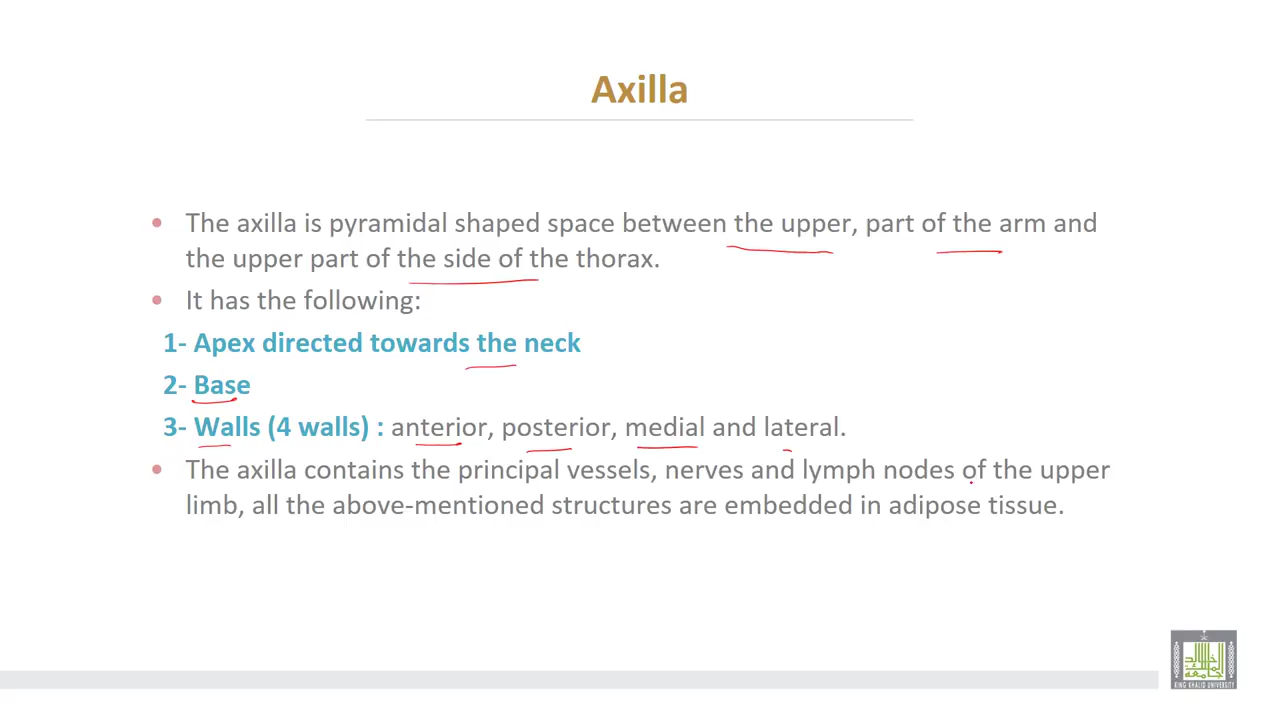 Axilla
• The axilla is pyramidal shaped space between the upper, part of the arm and
the upper part of the side of the thorax.
• It has the following:
1- Apex directed towards the neck
2- Base
3- Walls (4 walls) : anterior, posterior, medial and lateral.
• The axilla contains the principal vessels, nerves and lymph nodes of the upper
limb, all the above-mentioned structures are embedded in adipose tissue.
KING KHALID UNIVERSITY